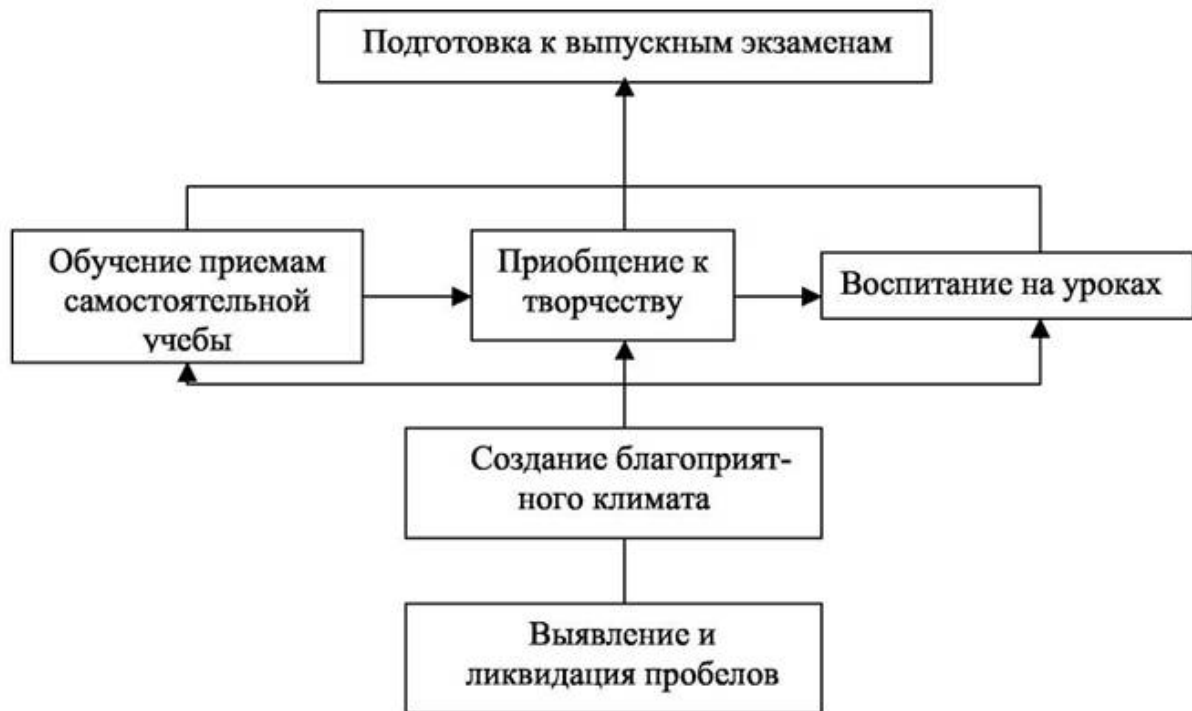 Подготовка к выпускным экзаменам
Обучение приемам
самостоятельной
учебы
Приобщение к
творчеству
Воспитание на уроках
Создание благоприят-
ного климата
Выявление и
ликвидация пробелов